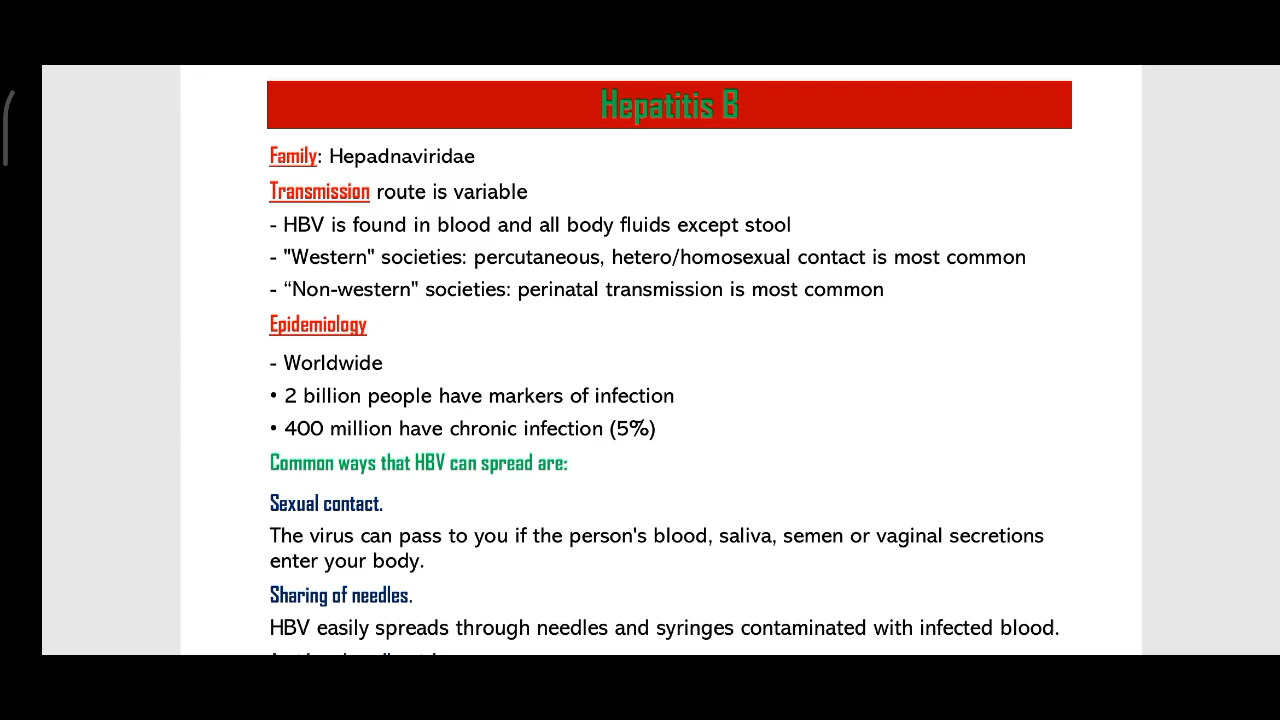 Hepatitis B
Family: Hepadnaviridae
Transmission route is variable
- HBV is found in blood and all body fluids except stool
- "Western" societies: percutaneous, hetero/homosexual contact is most common
- “Non-western" societies: perinatal transmission is most common
Epidemiology
- Worldwide
• 2 billion people have markers of infection
• 400 million have chronic infection (5%)
Common ways that HBV can spread are:
Sexual contact.
The virus can pass to you if the person's blood, saliva, semen or vaginal secretions
enter your body.
Sharing of needles.
HBV easily spreads through needles and syringes contaminated with infected blood.